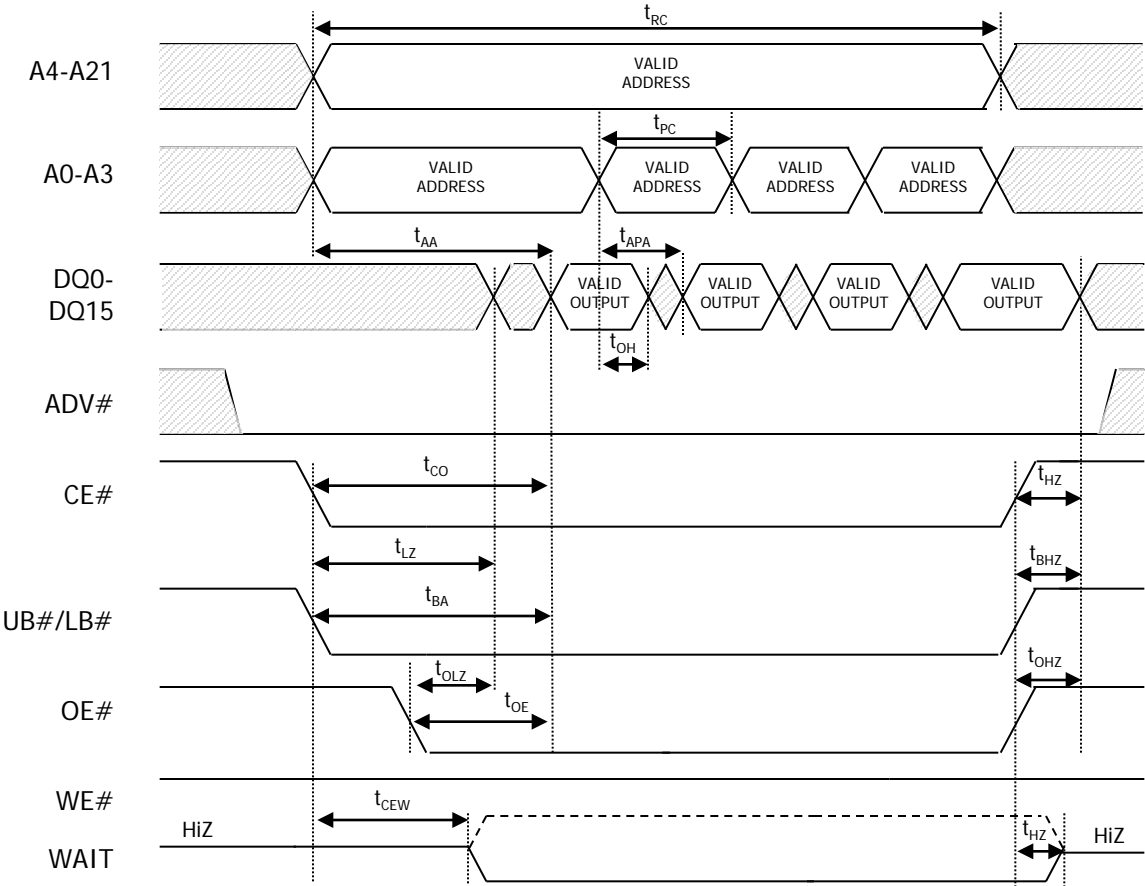 tRC
A4-A21
VALID
ADDRESS
tPC
A0-A3
VALID
ADDRESS
VALID
ADDRESS
VALID
ADDRESS
VALID
ADDRESS
tAA
tAPA
DQ0-
DQ15
VALID
OUTPUT
VALID
OUTPUT
VALID
OUTPUT
VALID
OUTPUT
tOH
ADV#
CE#
tCO
tHZ
tLZ
tBHZ
UB#/LB#
tBA
tOLZ
tOHZ
OE#
tOE
WE#
tCEW
HiZ
tHZ
HiZ
WAIT